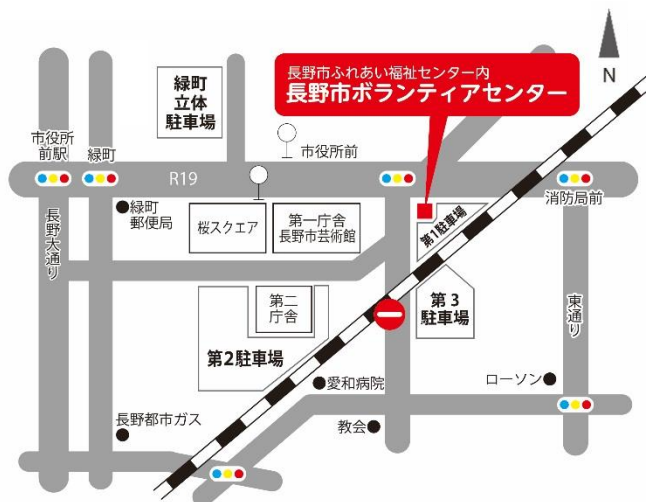 長野市ふれあい福祉センター内
長野市ボランティアセンター
N
緑町
立体
駐車場
市役所
前駅
緑町
市役所前
R19
消防局前
緑町
郵便局
桜スクエア
第一庁舎
長野市芸術館
第1駐車場
長野大通り
第二
庁舎
第2駐車場
第3
駐車場
東通り
愛和病院
ローソン
長野都市ガス
教会